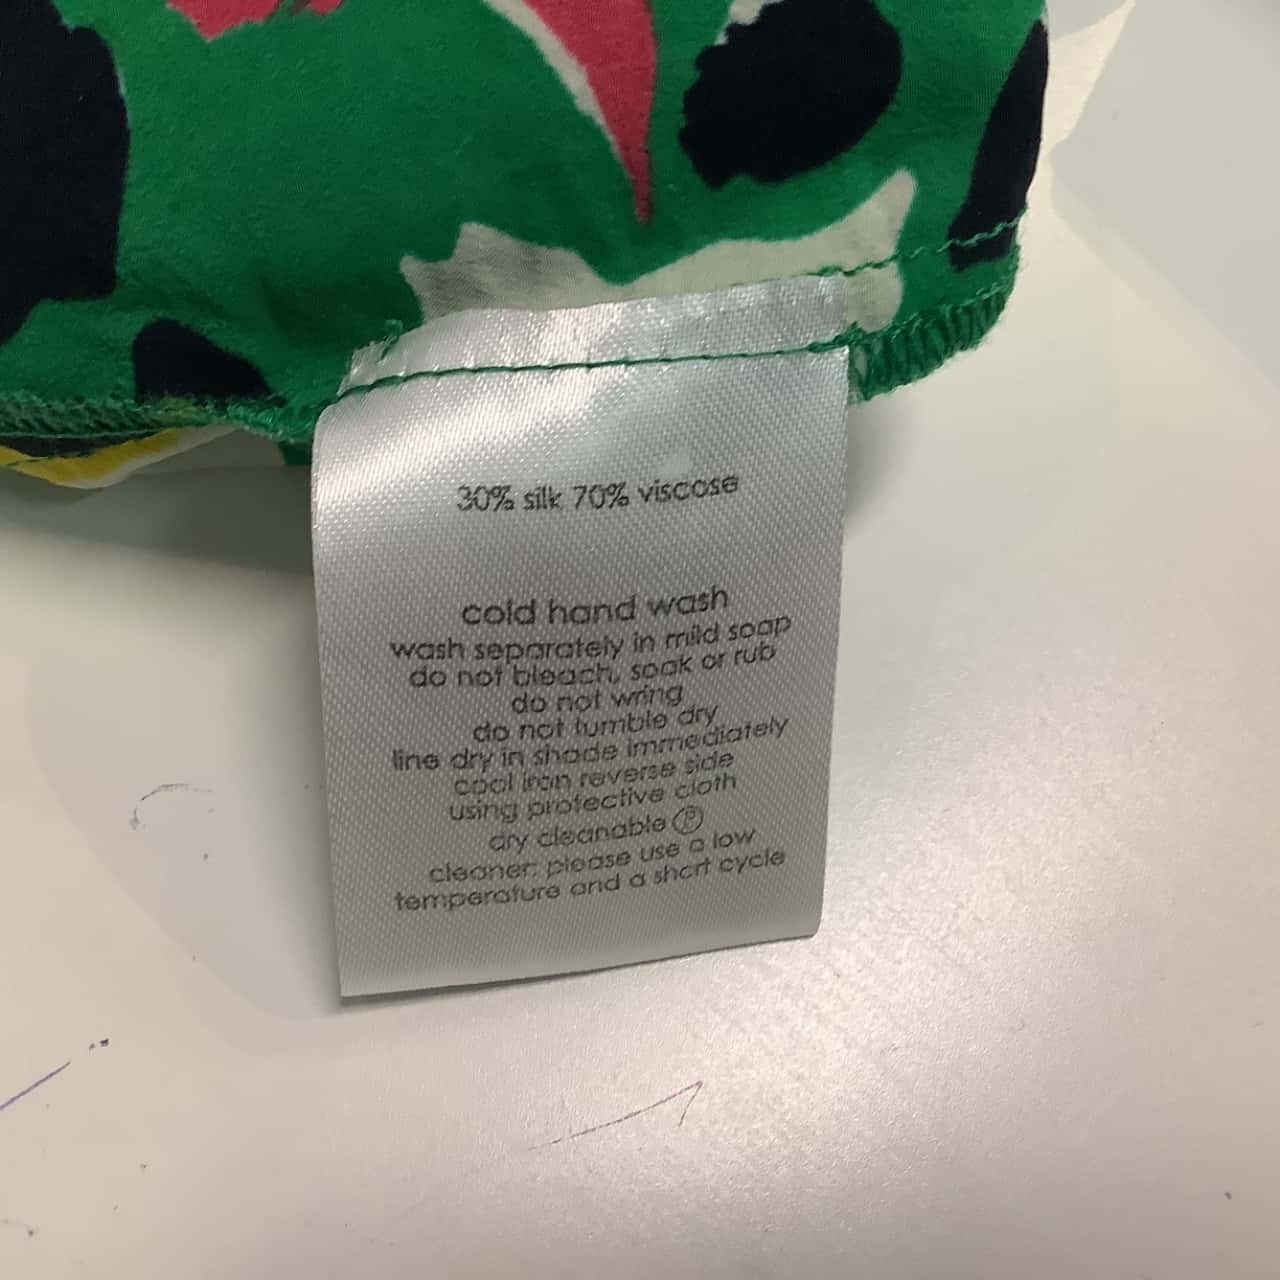 30% silk 70% viscose
cold hand wash
wash separately in mild soap
do not bleach, soak or rub
do not wring
do not tumble dry
line dry in shade immediately
cool iron reverse side
using protective cloth
dry cleanable Ⓟ
cleaner: please use a low
temperature and a short cycle